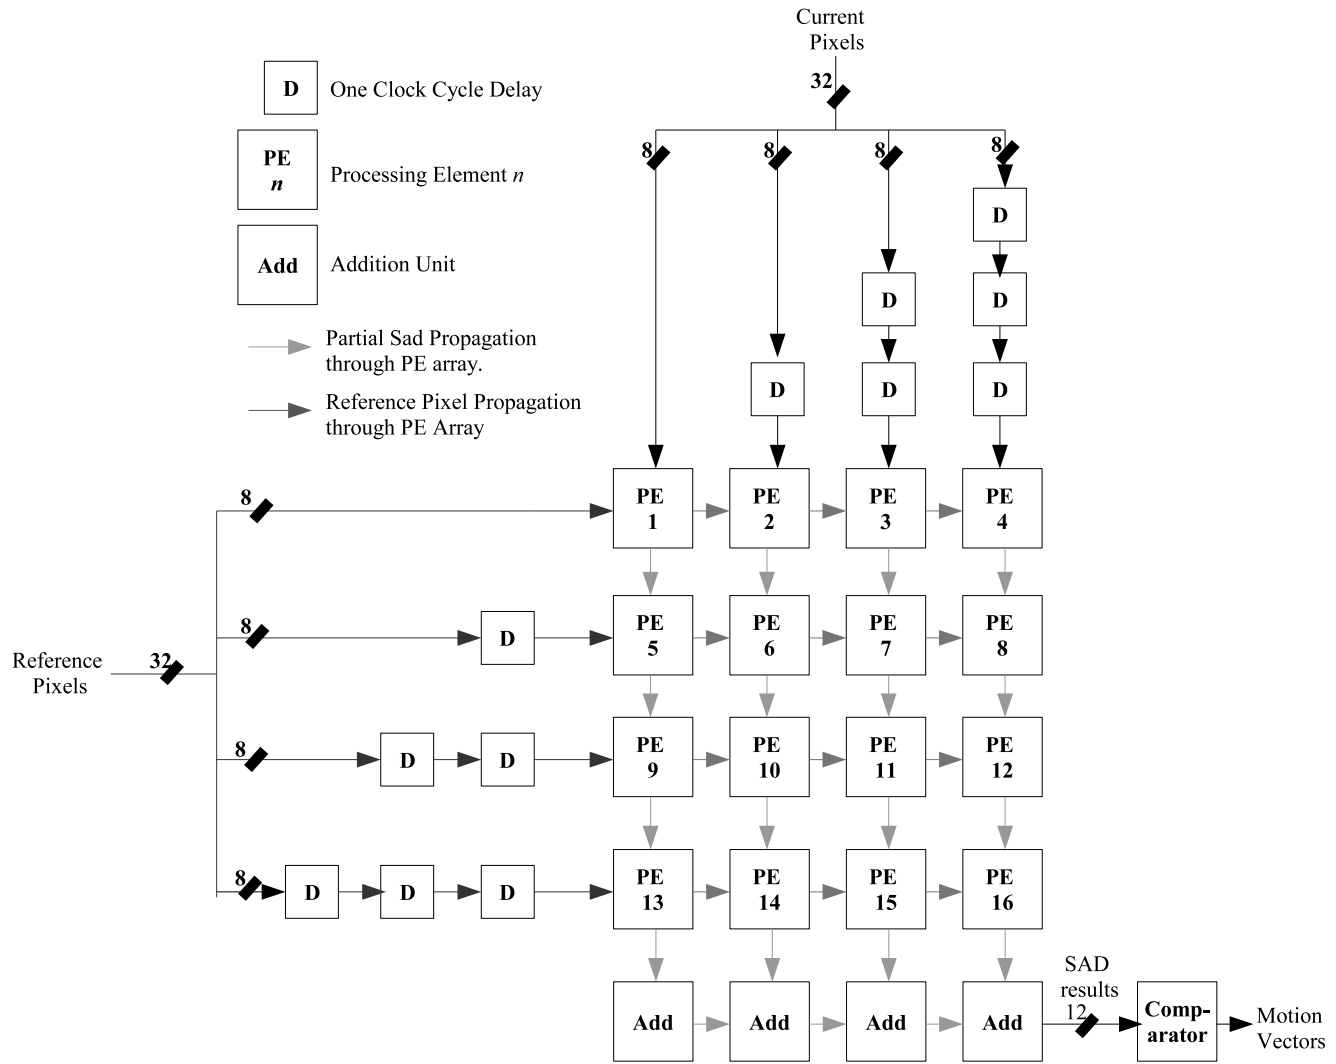 Current
Pixels
32
8
8
8
8
D
One Clock Cycle Delay
PE
n
Processing Element n
Add
Addition Unit
Partial Sad Propagation
through PE array.
Reference Pixel Propagation
through PE Array
D
D
D
D
D
D
8
PE
1
PE
2
PE
3
PE
4
8
D
PE
5
PE
6
PE
7
PE
8
Reference
Pixels
32
8
D
D
PE
9
PE
10
PE
11
PE
12
8
D
D
D
PE
13
PE
14
PE
15
PE
16
Add
Add
Add
Add
SAD
results
12
Comp-
arator
Motion
Vectors